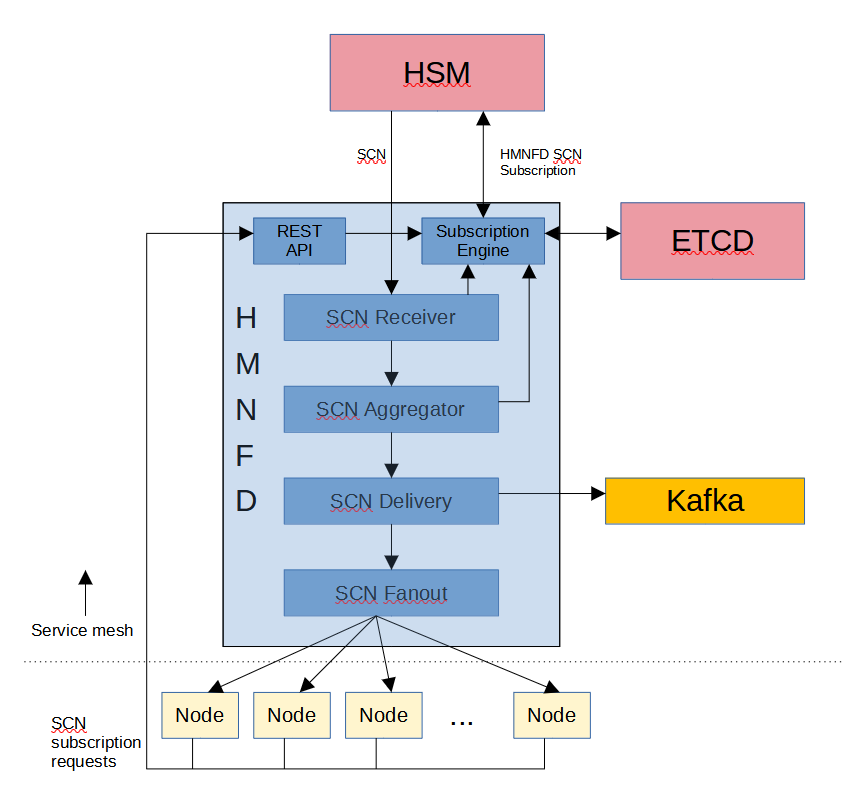 HSM
SCN
HMNFD SCN
Subscription
REST
API
Subscription
Engine
ETCD
H
M
N
F
D
SCN Receiver
SCN Aggregator
SCN Delivery
Kafka
SCN Fanout
Service mesh
Node
Node
Node
...
Node
SCN
subscription
requests